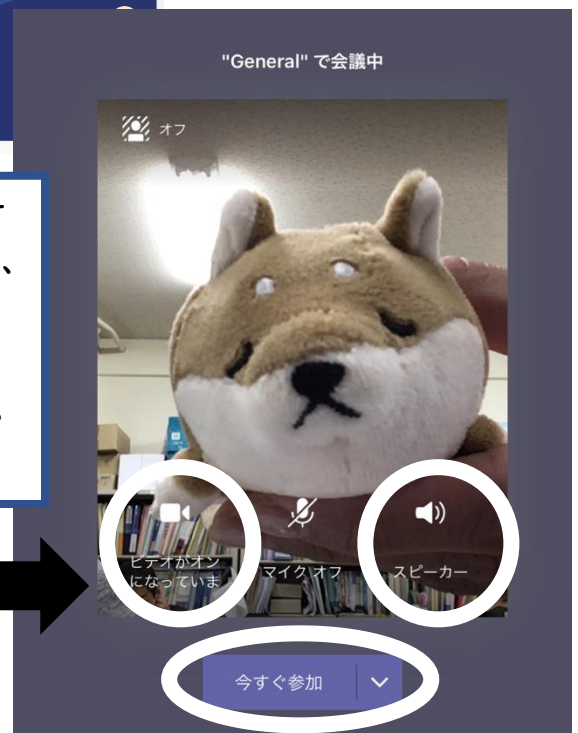 "General" で会議中
オフ
、
ビデオがオン
になっていま
マイク オフ
スピーカー
今すぐ参加